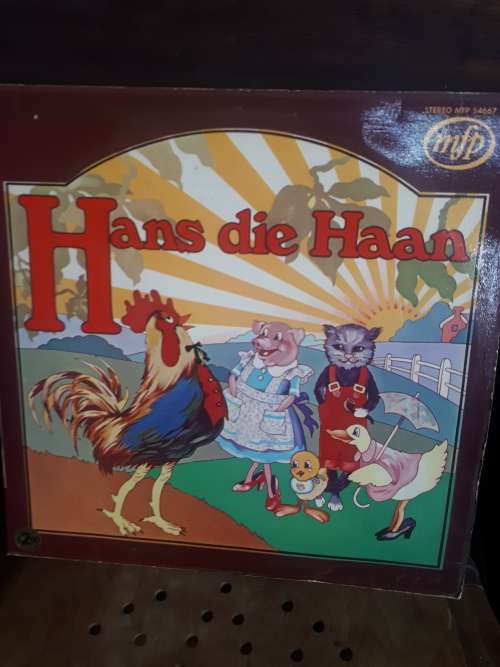 STEREO MFP 54667
mfp
Hans die Haan